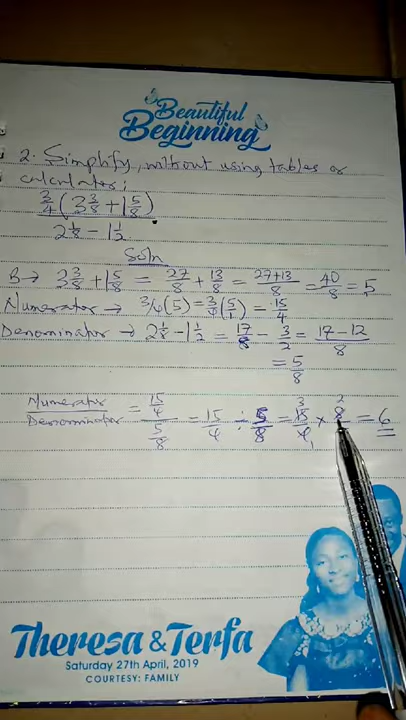 Beautiful
Beginning
2. Simplify, without using tables or
calculator;
3/4 (3 3/8 + 1 5/8)
2 1/8 - 1 1/2
Soln
B → 3 3/8 + 1 5/8 = 27/8 + 13/8 = 27+13/8 = 40/8 = 5
Numerator → 3/4(5) = 3/4(5/1) = 15/4
Denominator → 2 1/8 - 1 1/2 = 17/8 - 3/2 = 17-12/8
= 5/8
Numerator/Denominator = 15/4 / 5/8 = 15/4 ÷ 5/8 = 15/4 × 8/ = 6
Theresa & Terfa
Saturday 27th April, 2019
COURTESY: FAMILY